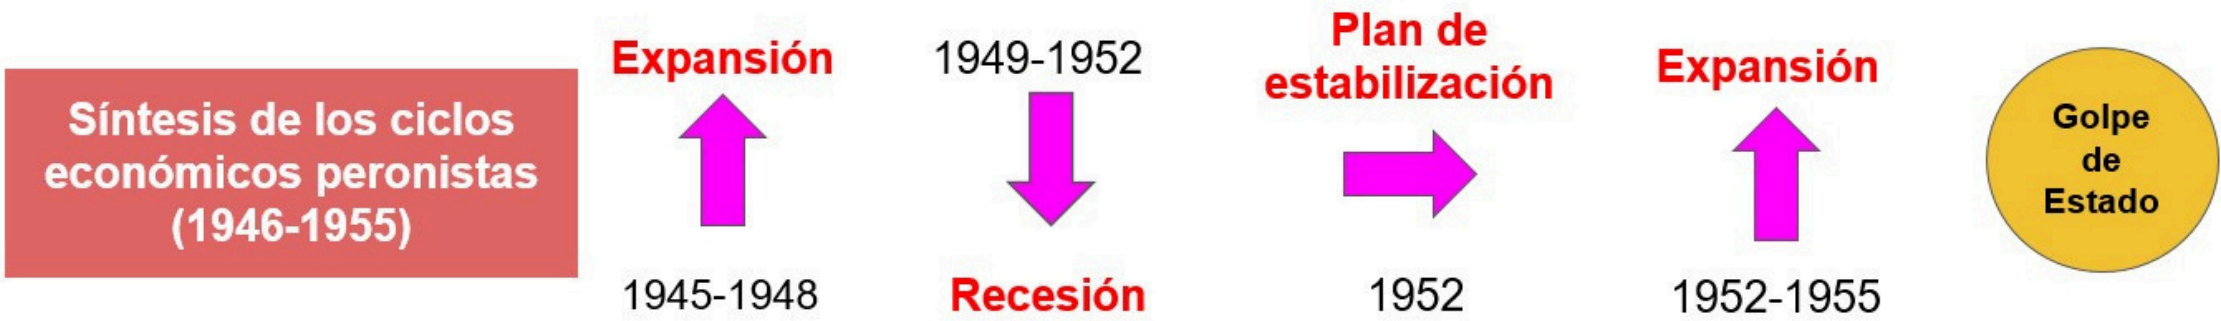 Síntesis de los ciclos
económicos peronistas
(1946-1955)
Expansión
1945-1948
1949-1952
Recesión
Plan de
estabilización
1952
Expansión
1952-1955
Golpe
de
Estado